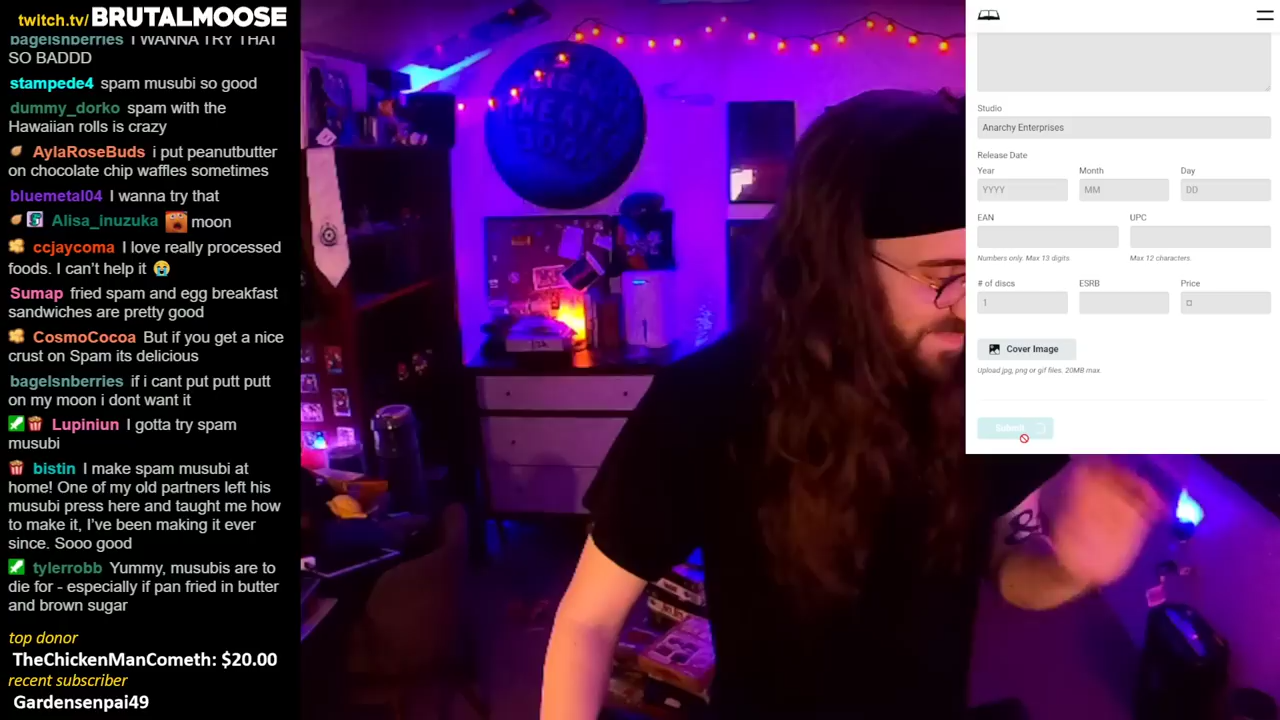 twitch.tv/BRUTALMOOSE
bagelsnberries I WANNA TRY THAT
SO BADDD
stampede4 spam musubi so good
dummy_dorko spam with the
Hawaiian rolls is crazy
AylaRoseBuds i put peanutbutter
on chocolate chip waffles sometimes
bluemetal04 I wanna try that
Alisa_inuzuka moon
ccjaycoma I love really processed
foods. I can't help it 😭
Sumap fried spam and egg breakfast
sandwiches are pretty good
CosmoCocoa But if you get a nice
crust on Spam its delicious
bagelsnberries if i cant put putt putt
on my moon i dont want it
Lupiniun I gotta try spam
musubi
bistin I make spam musubi at
home! One of my old partners left his
musubi press here and taught me how
to make it, I've been making it ever
since. Sooo good
tylerrobb Yummy, musubis are to
die for - especially if pan fried in butter
and brown sugar
top donor
TheChickenManCometh: $20.00
recent subscriber
Gardensenpai49
Studio
Anarchy Enterprises
Release Date
Year Month Day
YYYY MM DD
EAN UPC
Numbers only. Max 13 digits. Max 12 characters.
# of discs ESRB Price
1
Cover Image
Upload jpg, png or gif files. 20MB max.
Submit